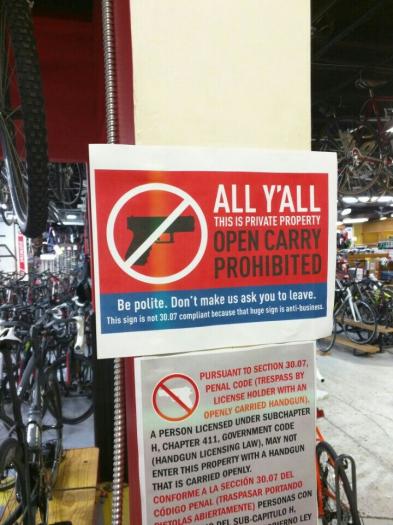 ALL Y'ALL
THIS IS PRIVATE PROPERTY
OPEN CARRY
PROHIBITED
Be polite. Don't make us ask you to leave.
This sign is not 30.07 compliant because that huge sign is anti-business.
PURSUANT TO SECTION 30.07,
PENAL CODE (TRESPASS BY
LICENSE HOLDER WITH AN
OPENLY CARRIED HANDGUN),
A PERSON LICENSED UNDER SUBCHAPTER
H, CHAPTER 411, GOVERNMENT CODE
(HANDGUN LICENSING LAW), MAY NOT
ENTER THIS PROPERTY WITH A HANDGUN
THAT IS CARRIED OPENLY.
CONFORME A LA SECCIÓN 30.07 DEL
CÓDIGO PENAL (TRASPASAR PORTANDO
PISTOLAS ABIERTAMENTE) PERSONAS CON
DEL SUB-CAPITULO H,
LEY